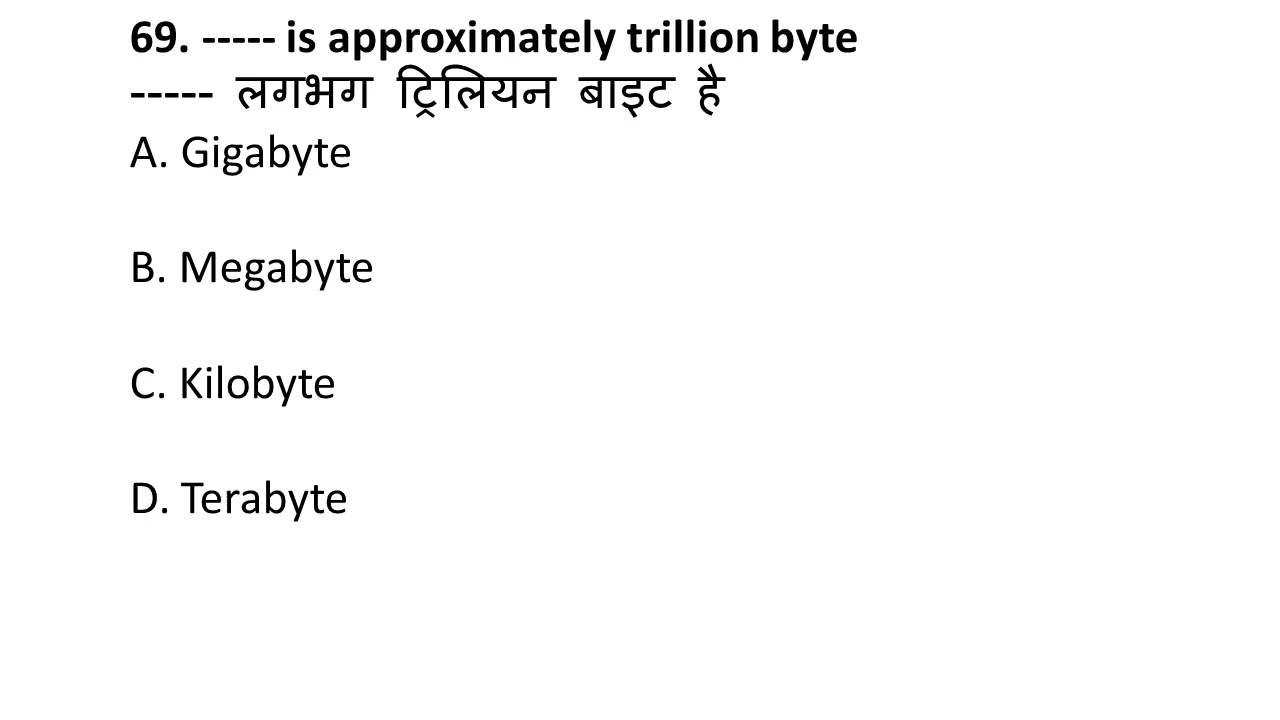 69. ----- is approximately trillion byte
----- लगभग ट्रिलियन बाइट है
A. Gigabyte
B. Megabyte
C. Kilobyte
D. Terabyte